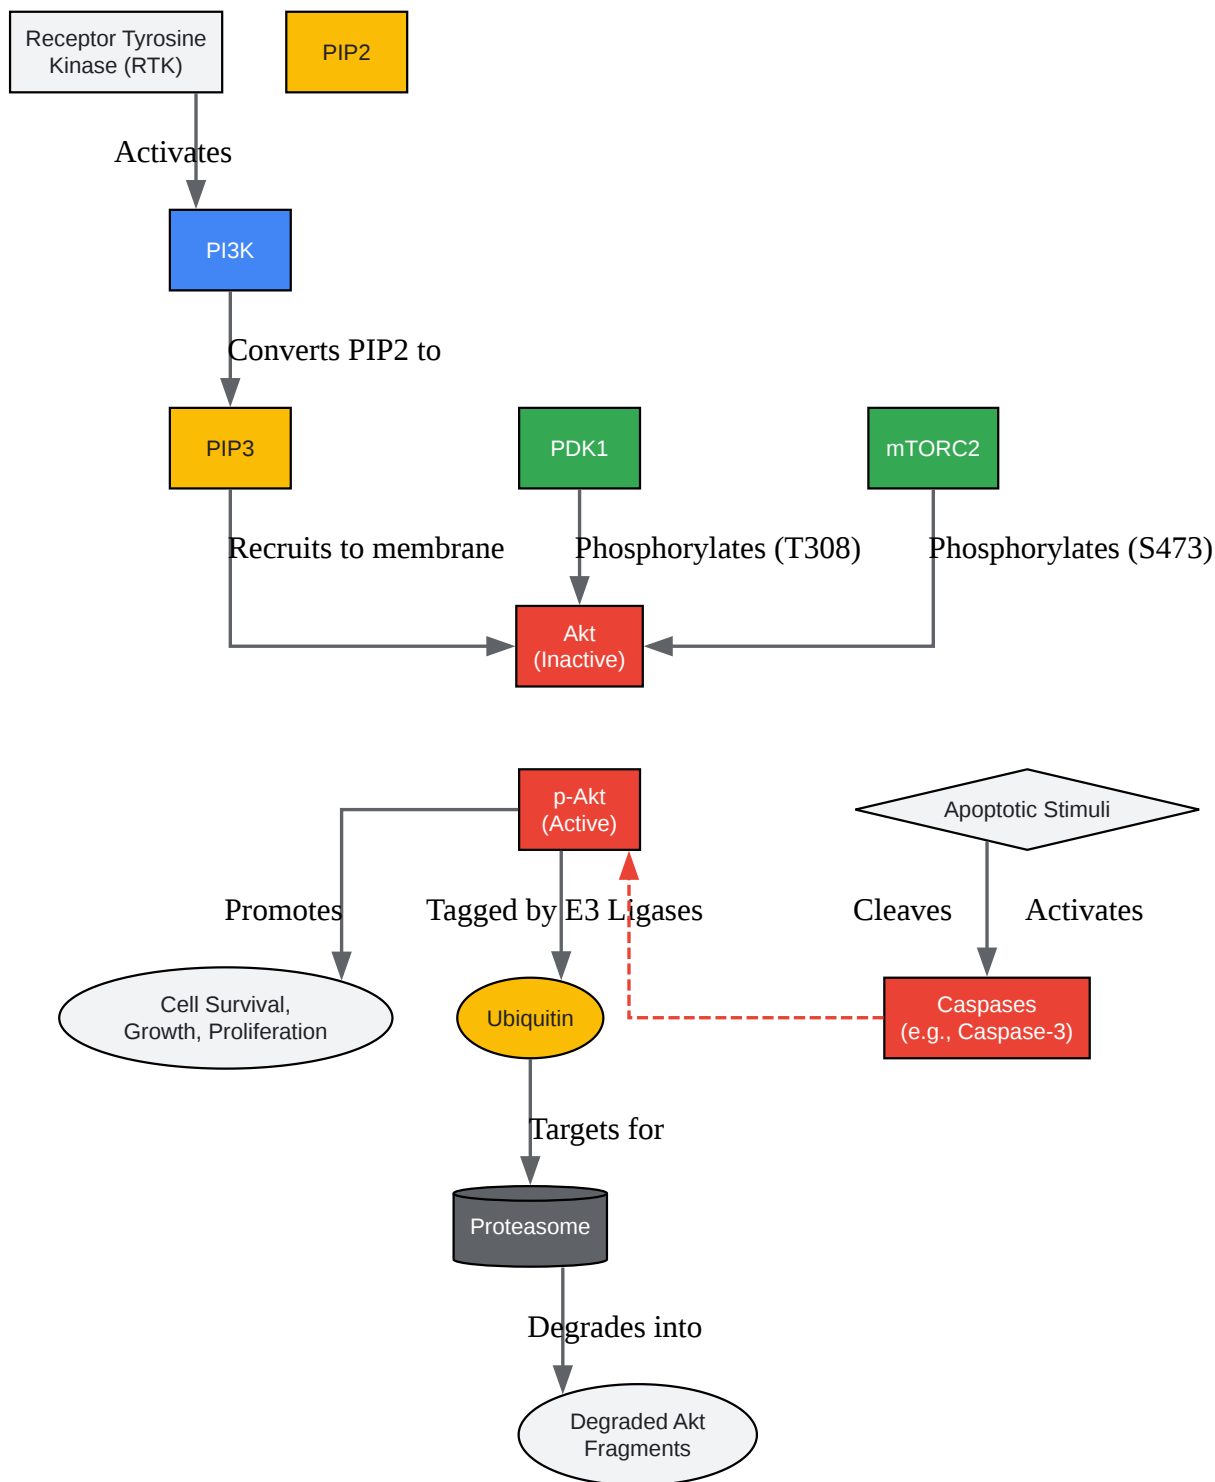 Receptor Tyrosine
Kinase (RTK)
PIP2
Activates
PI3K
Converts PIP2 to
PIP3
PDK1
mTORC2
Recruits to membrane
Phosphorylates (T308)
Phosphorylates (S473)
Akt
(Inactive)
p-Akt
(Active)
Apoptotic Stimuli
Promotes
Tagged by E3 Ligases
Cleaves
Activates
Cell Survival,
Growth, Proliferation
Ubiquitin
Caspases
(e.g., Caspase-3)
Targets for
Proteasome
Degrades into
Degraded Akt
Fragments